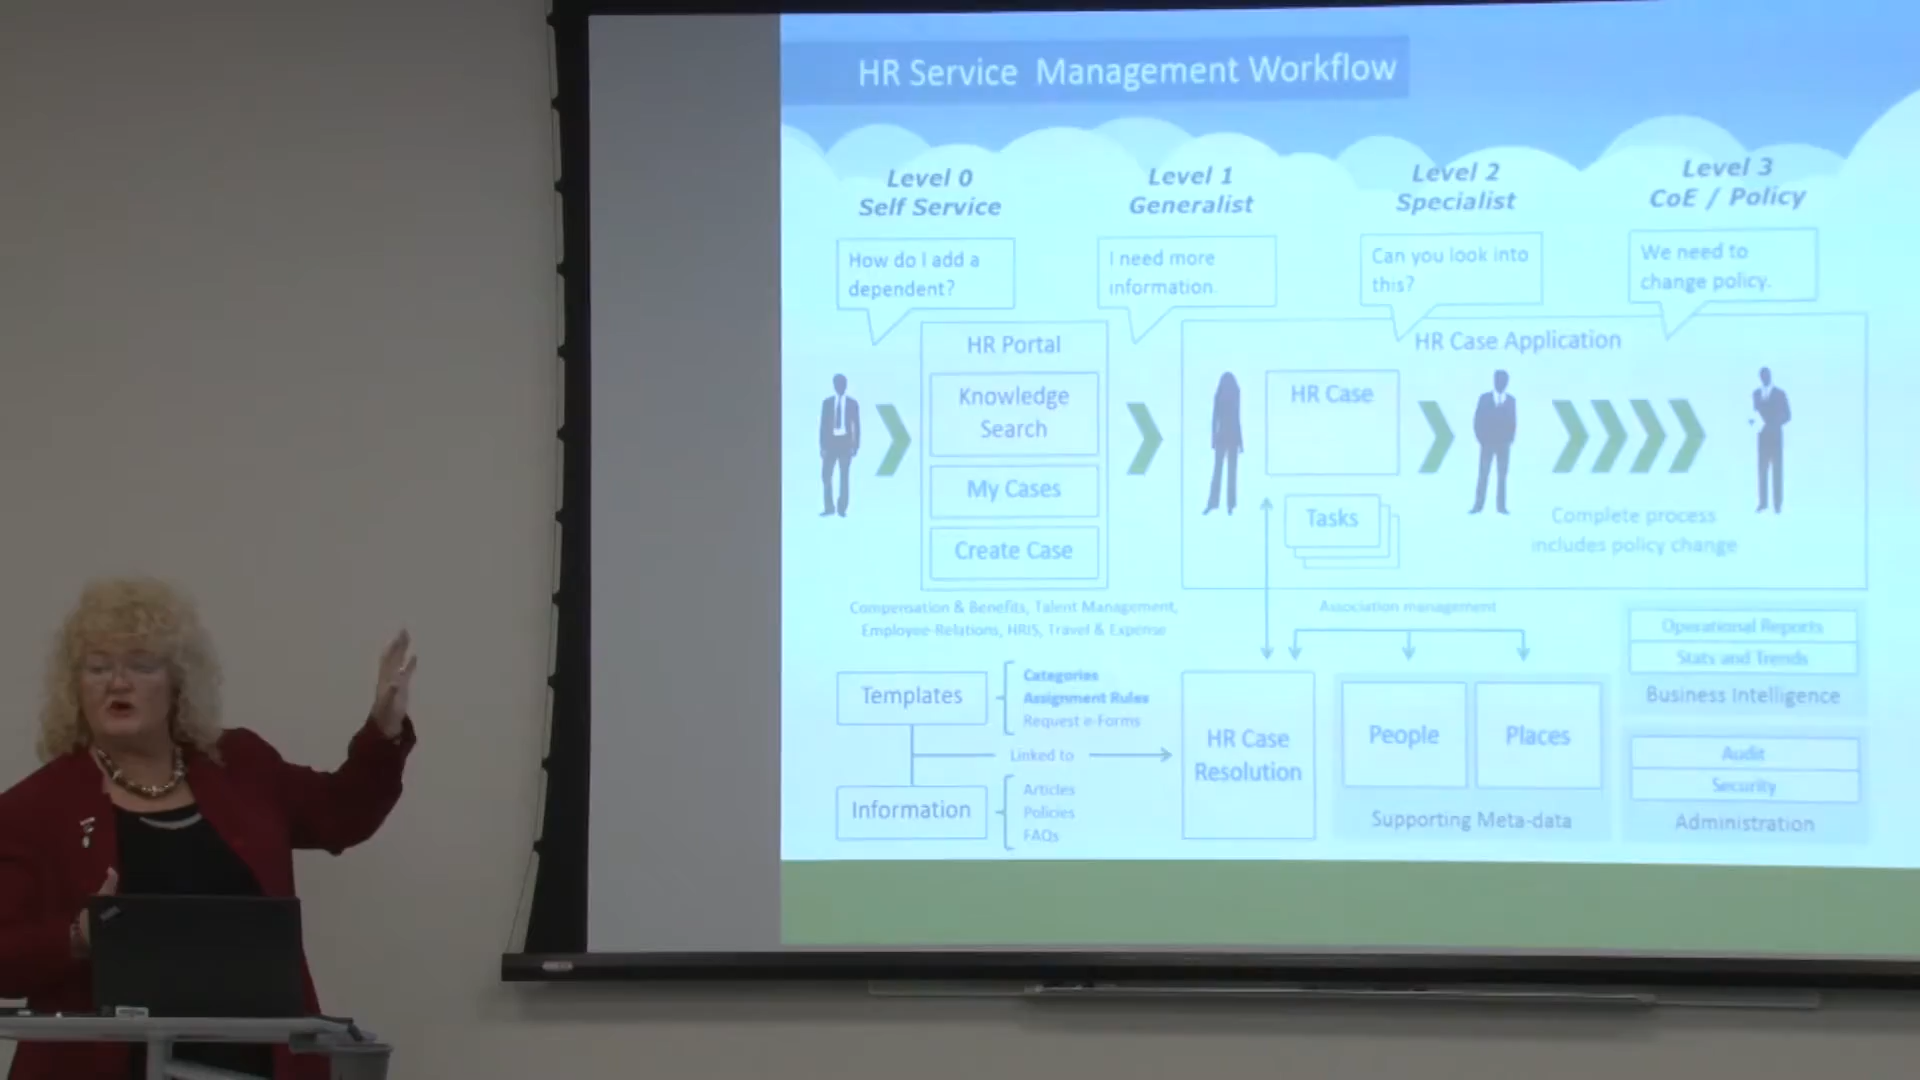 HR Service Management Workflow
Level 0
Self Service
Level 1
Generalist
Level 2
Specialist
Level 3
CoE / Policy
How do I add a
dependent?
I need more
information.
Can you look into
this?
We need to
change policy.
HR Portal
Knowledge
Search
My Cases
Create Case
HR Case Application
HR Case
Tasks
Complete process
includes policy change
Compensation & Benefits, Talent Management,
Employee Relations, HRIS, Travel & Expense
Association management
Templates
Categories
Assignment Rules
Request e-Forms
Linked to
Information
Articles
Policies
FAQs
HR Case
Resolution
People
Places
Supporting Meta-data
Operational Reports
Stats and Trends
Business Intelligence
Audit
Security
Administration